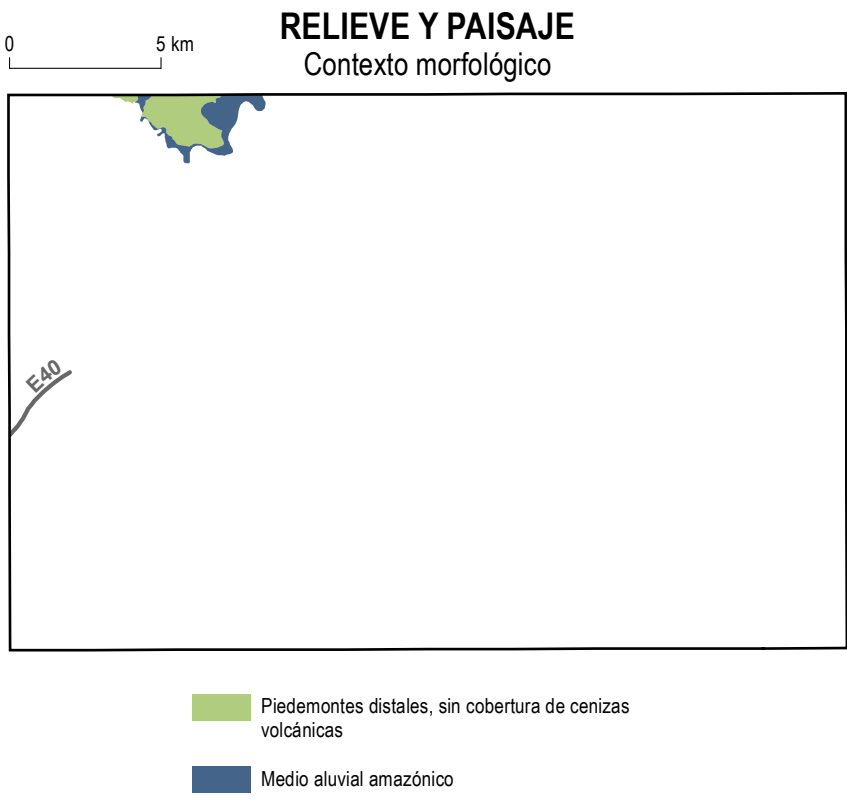 RELIEVE Y PAISAJE
Contexto morfológico
0 5 km
E40
Piedemontes distales, sin cobertura de cenizas
volcánicas
Medio aluvial amazónico